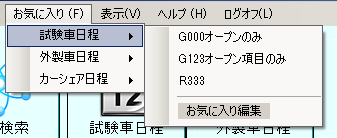 お気に入り (F) 表示(V) ヘルプ (H) ログオフ(L)
試験車日程
外製車日程
カーシェア日程
G000オープンのみ
G123オープン項目のみ
R333
お気に入り編集
検索 試験車日程 外製車日程